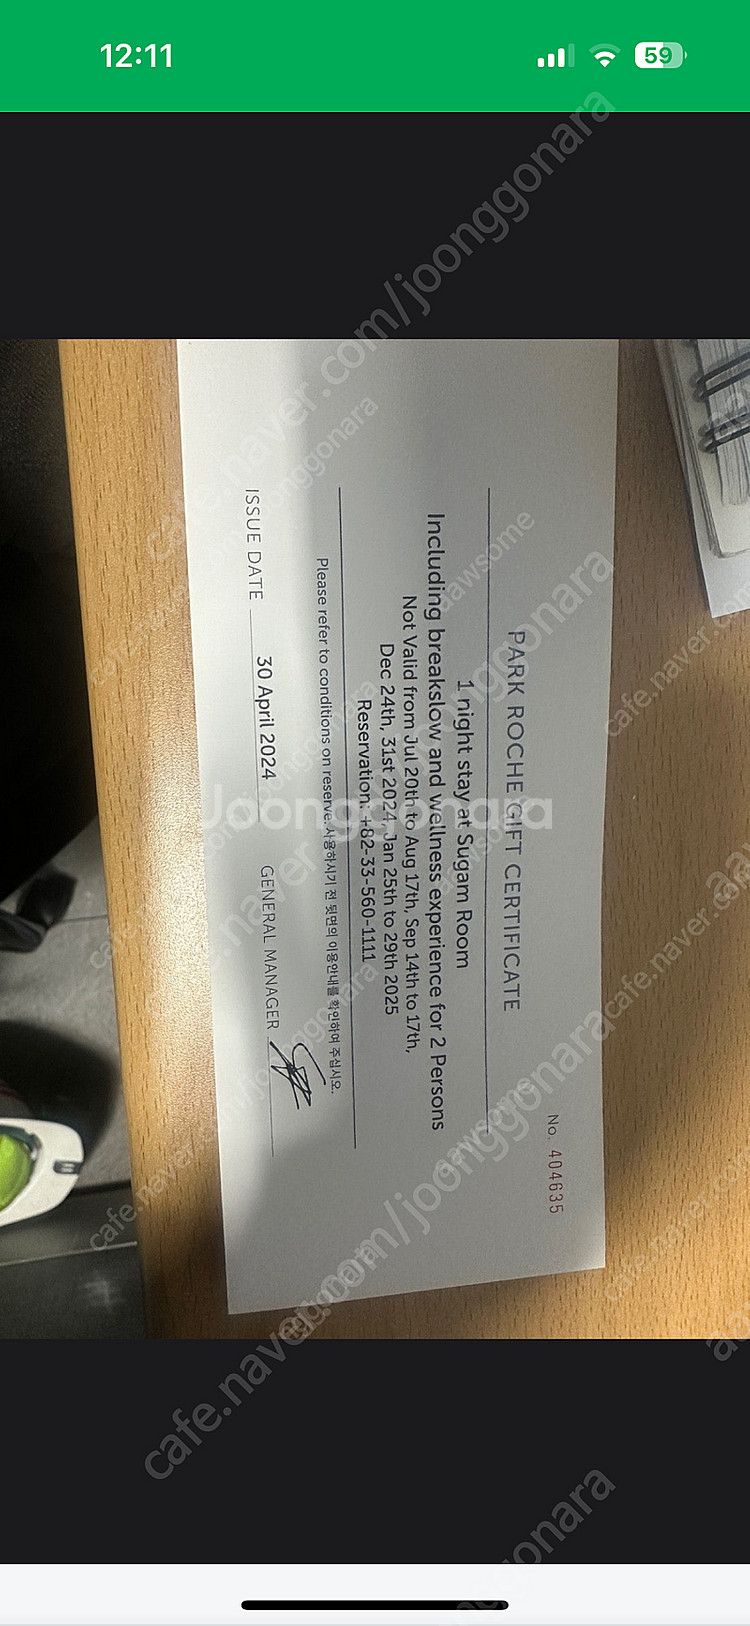 12:11
59
No. 404635
PARK ROCHE GIFT CERTIFICATE
1 night stay at Sugam Room
Including breakslow and wellness experience for 2 Persons
Not Valid from Jul 20th to Aug 17th, Sep 14th to 17th,
Dec 24th, 31st 2024, Jan 25th to 29th 2025
Reservation: +82-33-560-1111
Please refer to conditions on reserve. 사용하시기 전 뒷면의 이용안내를 확인하여 주십시오.
ISSUE DATE 30 April 2024 GENERAL MANAGER
Joonggonara
cafe.naver.com/joonggonara
cafe.naver.com/joonggonara